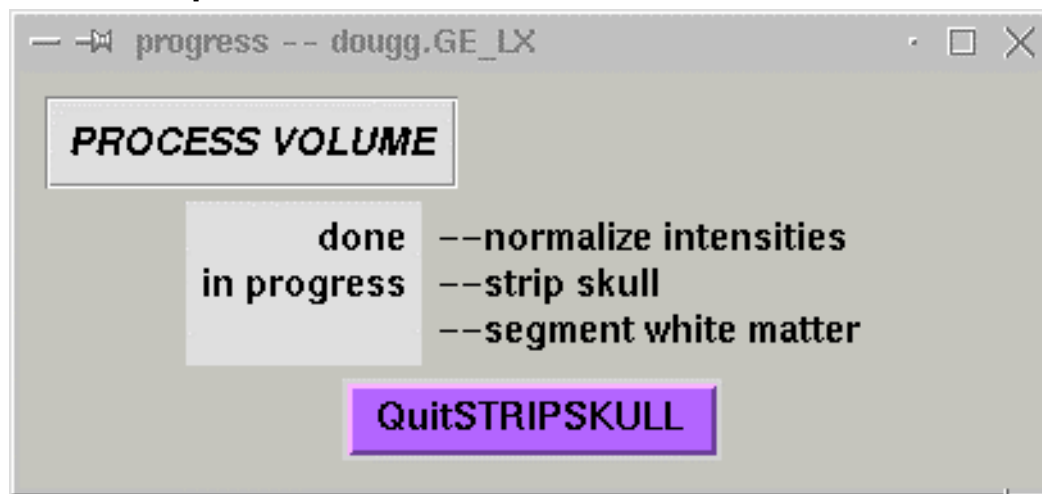 progress -- dougg.GE_LX
PROCESS VOLUME
done --normalize intensities
in progress --strip skull
--segment white matter
QuitSTRIPSKULL